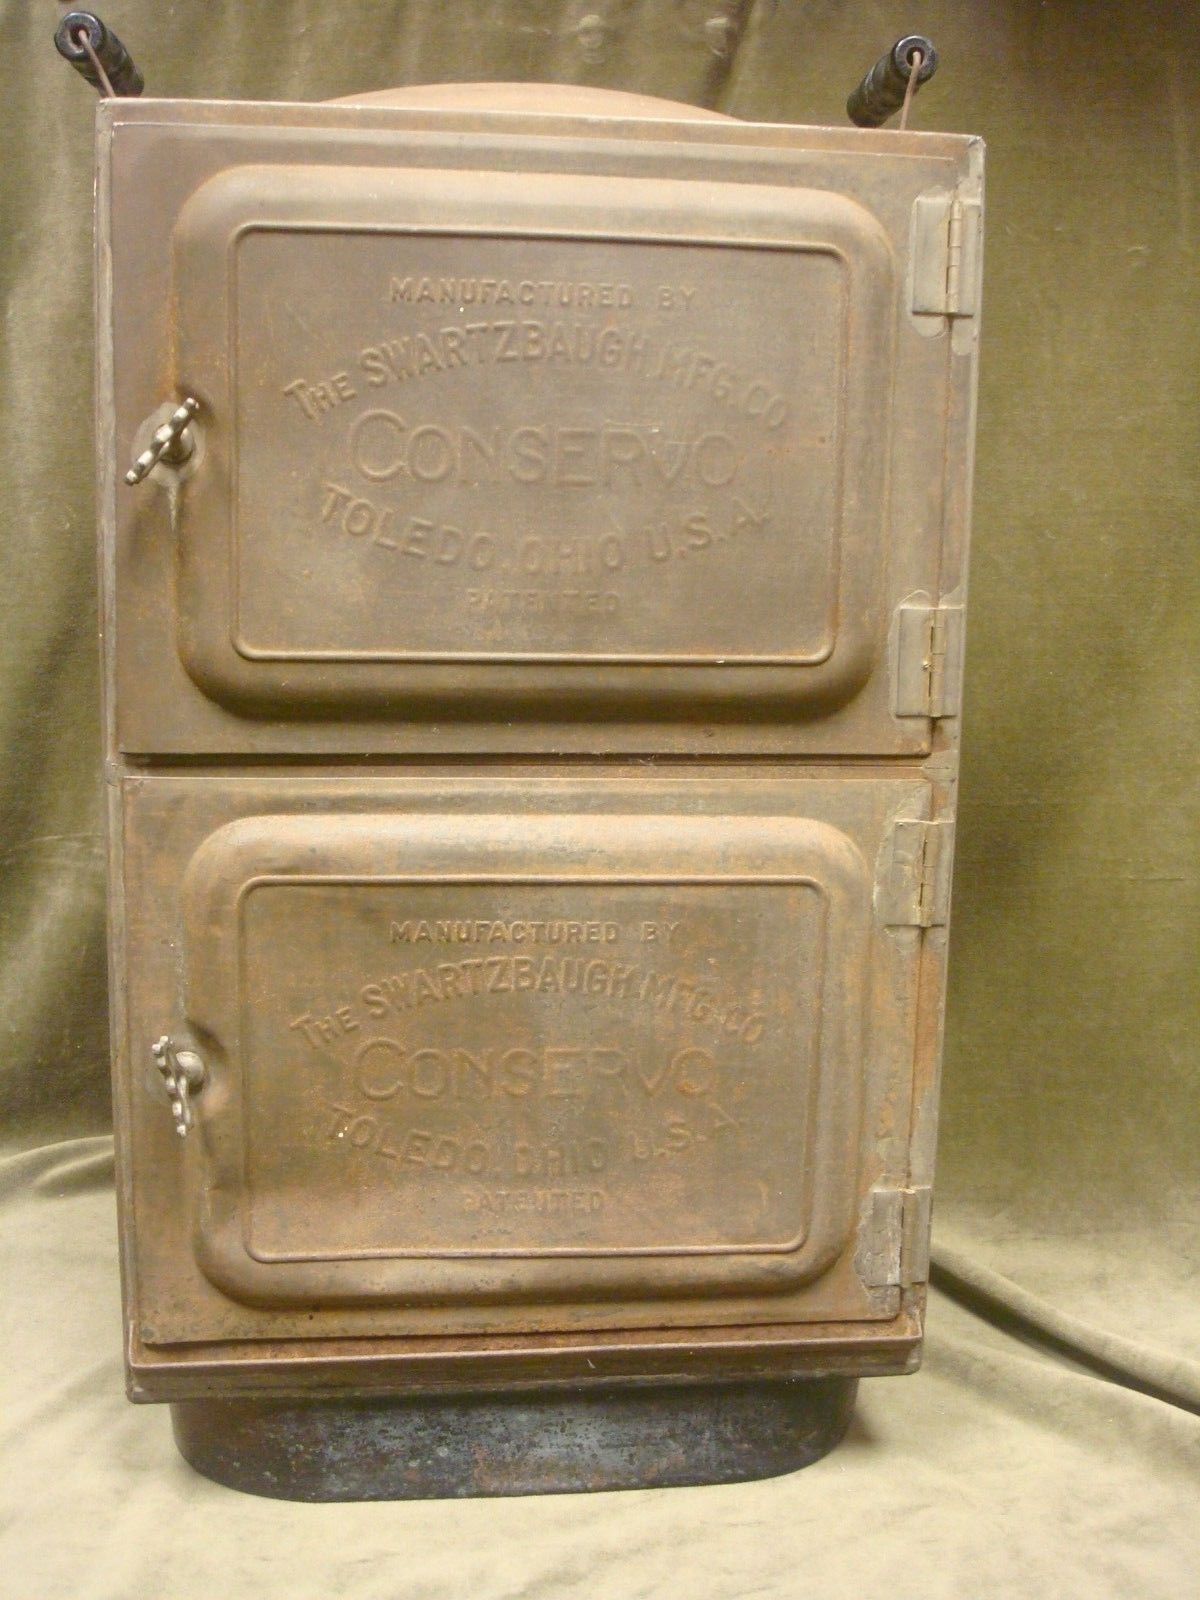 MANUFACTURED BY
THE SWARTZBAUGH MFG. CO
CONSERVO
TOLEDO. OHIO U.S.A.
PATENTED
MANUFACTURED BY
THE SWARTZBAUGH MFG. CO
CONSERVO
TOLEDO. OHIO U.S.A.
PATENTED